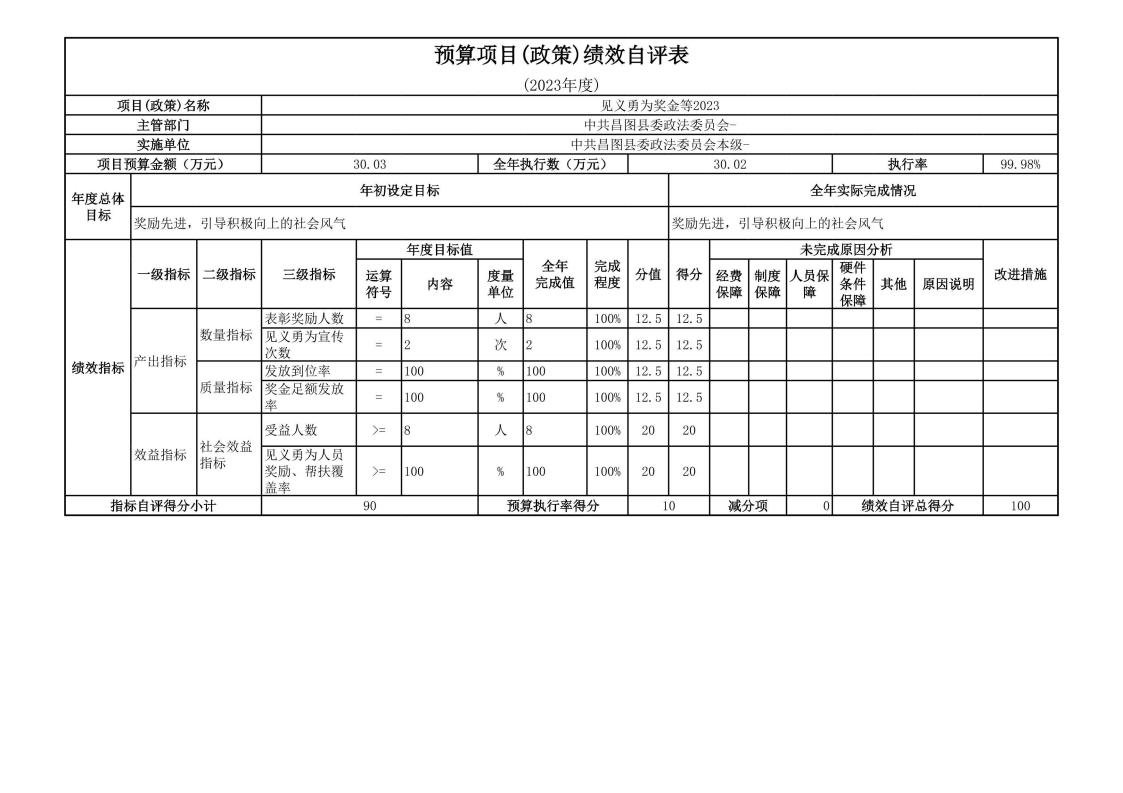 预算项目(政策)绩效自评表
(2023年度)
项目(政策)名称 见义勇为奖金等2023
主管部门 中共昌图县委政法委员会-
实施单位 中共昌图县委政法委员会本级-
项目预算金额（万元） 30.03 全年执行数（万元） 30.02 执行率 99.98%
年度总体目标 年初设定目标 全年实际完成情况
奖励先进，引导积极向上的社会风气 奖励先进，引导积极向上的社会风气
绩效指标 一级指标 二级指标 三级指标 年度目标值 全年完成值 完成程度 分值 得分 未完成原因分析 改进措施
运算符号 内容 度量单位 经费保障 制度保障 人员保障 硬件条件保障 其他 原因说明
产出指标 数量指标 表彰奖励人数 = 8 人 8 100% 12.5 12.5
见义勇为宣传次数 = 2 次 2 100% 12.5 12.5
质量指标 发放到位率 = 100 % 100 100% 12.5 12.5
奖金足额发放率 = 100 % 100 100% 12.5 12.5
效益指标 社会效益指标 受益人数 >= 8 人 8 100% 20 20
见义勇为人员奖励、帮扶覆盖率 >= 100 % 100 100% 20 20
指标自评得分小计 90 预算执行率得分 10 减分项 0 绩效自评总得分 100